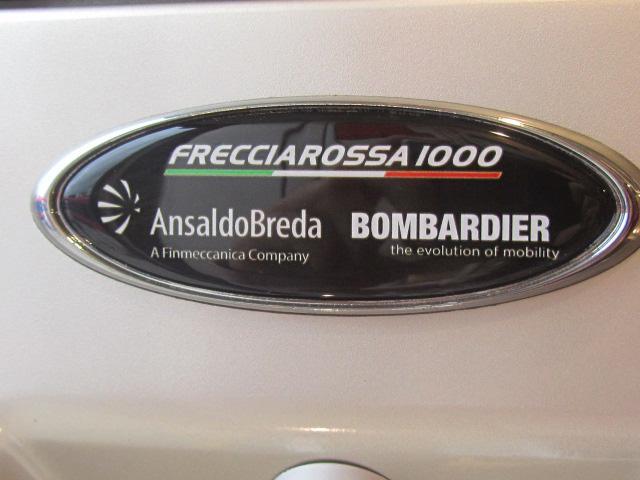 FRECCIAROSSA 1000
AnsaldoBreda BOMBARDIER
A Finmeccanica Company the evolution of mobility